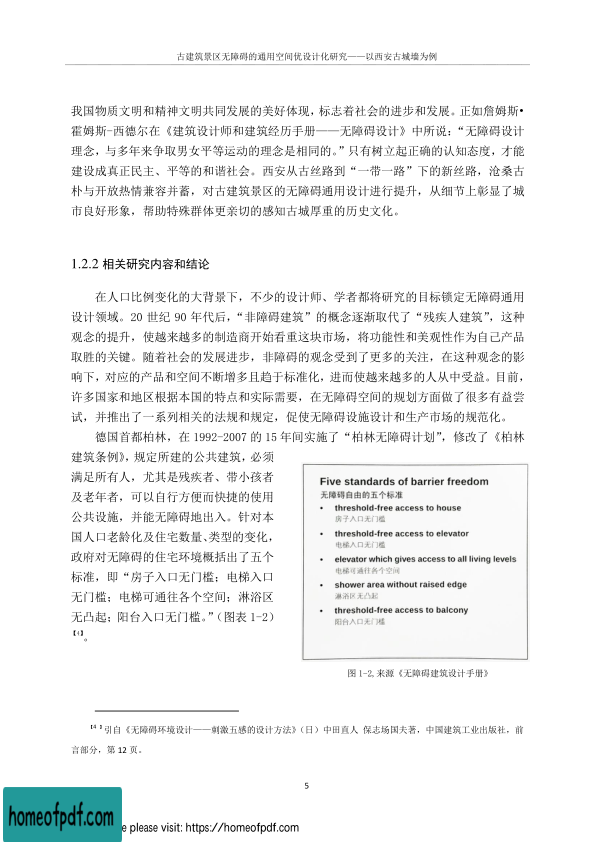 古建筑景区无障碍的通用空间优设计化研究——以西安古城墙为例
我国物质文明和精神文明共同发展的美好体现，标志着社会的进步和发展。正如詹姆斯•
霍姆斯-西德尔在《建筑设计师和建筑经历手册——无障碍设计》中所说：“无障碍设计
理念，与多年来争取男女平等运动的理念是相同的。”只有树立起正确的认知态度，才能
建设成真正民主、平等的和谐社会。西安从古丝路到“一带一路”下的新丝路，沧桑古
朴与开放热情兼容并蓄，对古建筑景区的无障碍通用设计进行提升，从细节上彰显了城
市良好形象，帮助特殊群体更亲切的感知古城厚重的历史文化。
1.2.2 相关研究内容和结论
在人口比例变化的大背景下，不少的设计师、学者都将研究的目标锁定无障碍通用
设计领域。20 世纪 90 年代后，“非障碍建筑”的概念逐渐取代了“残疾人建筑”，这种
观念的提升，使越来越多的制造商开始看重这块市场，将功能性和美观性作为自己产品
取胜的关键。随着社会的发展进步，非障碍的观念受到了更多的关注，在这种观念的影
响下，对应的产品和空间不断增多且趋于标准化，进而使越来越多的人从中受益。目前，
许多国家和地区根据本国的特点和实际需要，在无障碍空间的规划方面做了很多有益尝
试，并推出了一系列相关的法规和规定，促使无障碍设施设计和生产市场的规范化。
德国首都柏林，在 1992-2007 的 15 年间实施了“柏林无障碍计划”，修改了《柏林
建筑条例》，规定所建的公共建筑，必须
满足所有人，尤其是残疾者、带小孩者
及老年者，可以自行方便而快捷的使用
公共设施，并能无障碍地出入。针对本
国人口老龄化及住宅数量、类型的变化，
政府对无障碍的住宅环境概括出了五个
标准，即“房子入口无门槛；电梯入口
无门槛；电梯可通往各个空间；淋浴区
无凸起；阳台入口无门槛。”（图表 1-2）
【4】。
Five standards of barrier freedom
无障碍自由的五个标准
• threshold-free access to house
房子入口无门槛
• threshold-free access to elevator
电梯入口无门槛
• elevator which gives access to all living levels
电梯可通往各个空间
• shower area without raised edge
淋浴区无凸起
• threshold-free access to balcony
阳台入口无门槛
图 1-2,来源《无障碍建筑设计手册》
【4 】引自《无障碍环境设计——刺激五感的设计方法》（日）中田直人 保志场国夫著，中国建筑工业出版社，前
言部分，第 12 页。
5
homeofpdf.com
e please visit: https://homeofpdf.com